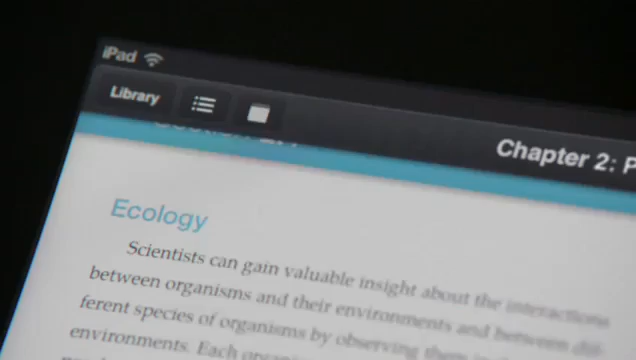 iPad
Library
Chapter 2: P
Ecology
Scientists can gain valuable insight about the interactions
between organisms and their environments and between dif-
ferent species of organisms by observing them
environments. Each